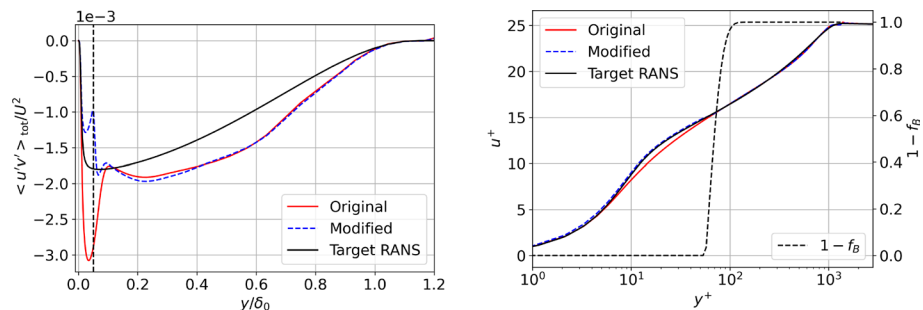 1e−3
0.0
−0.5
−1.0
−1.5
−2.0
−2.5
−3.0
< u′v′ > tot/U²
0.0 0.2 0.4 0.6 0.8 1.0 1.2
y/δ₀
Original
Modified
Target RANS
25
20
15
10
5
0
u⁺
10⁰ 10¹ 10² 10³
y⁺
Original
Modified
Target RANS
1.0
0.8
0.6
0.4
0.2
0.0
1 − f_B
1 − f_B